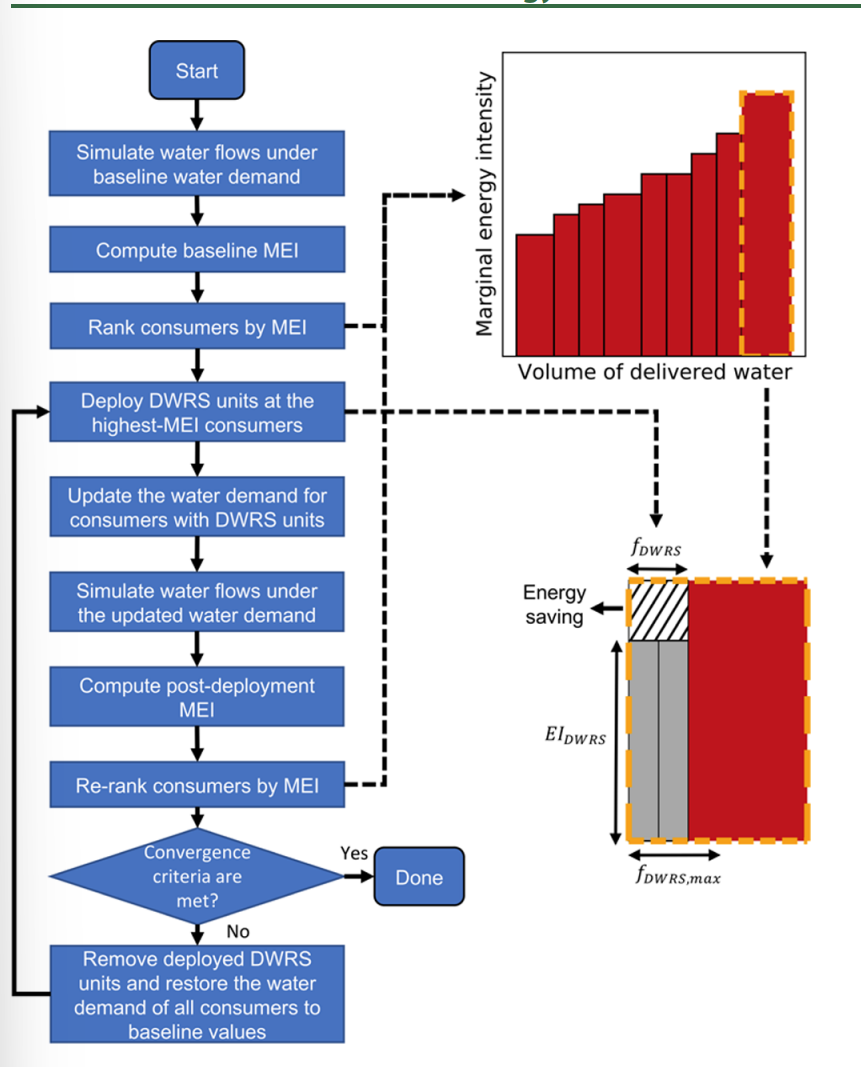 Start
Simulate water flows under
baseline water demand
Compute baseline MEI
Rank consumers by MEI
Deploy DWRS units at the
highest-MEI consumers
Update the water demand for
consumers with DWRS units
Simulate water flows under
the updated water demand
Compute post-deployment
MEI
Re-rank consumers by MEI
Convergence
criteria are
met?
Yes
Done
No
Remove deployed DWRS
units and restore the water
demand of all consumers to
baseline values
Marginal energy intensity
Volume of delivered water
f_DWRS
Energy
saving
EI_DWRS
f_DWRS,max